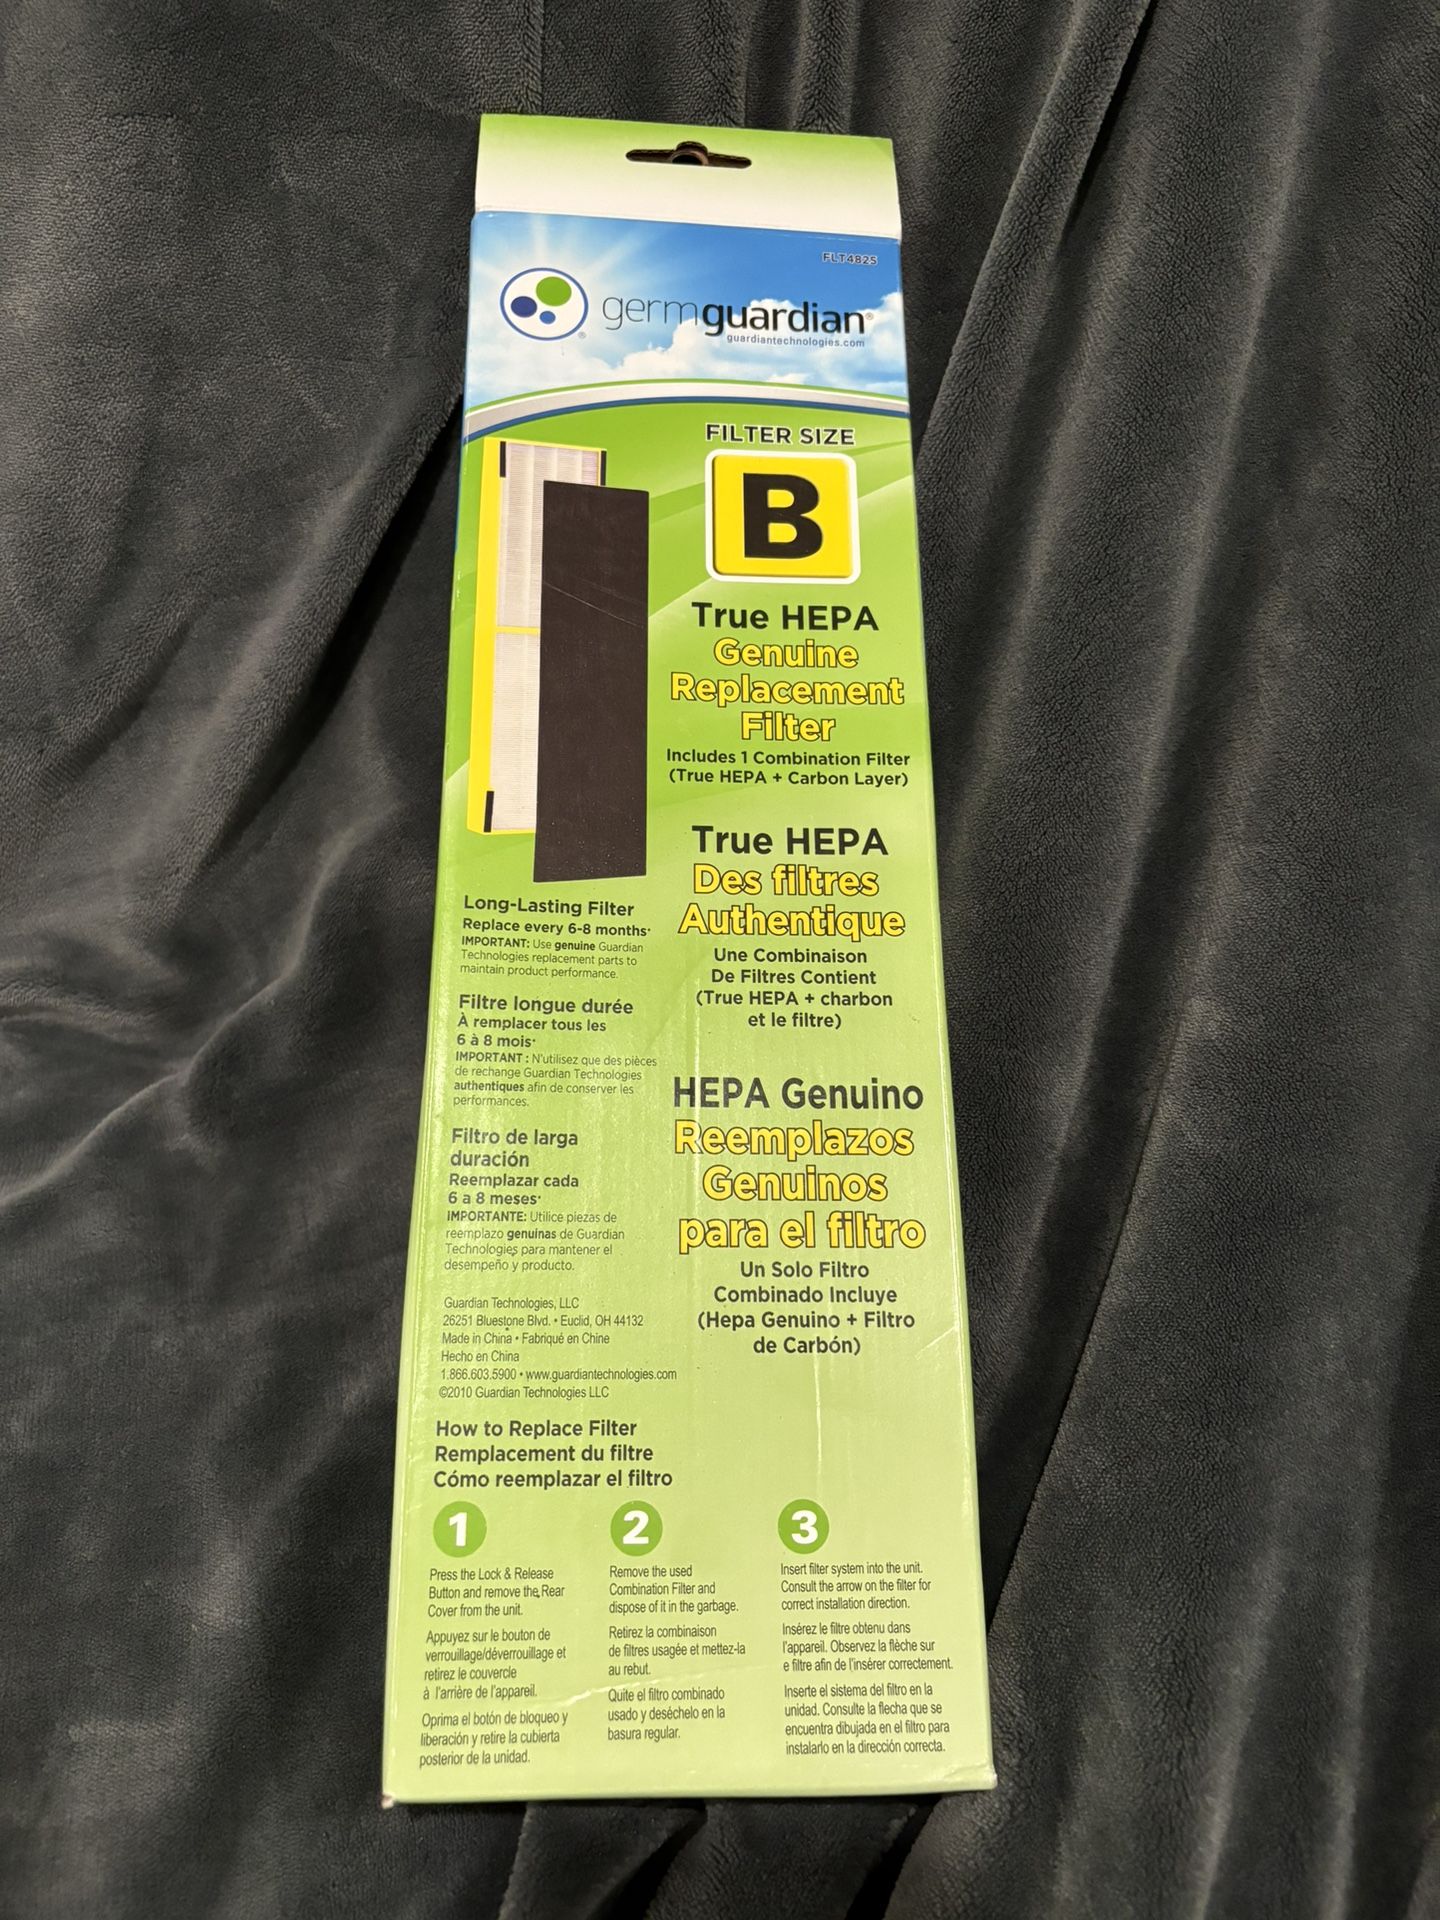 FLT4825
germguardian®
guardiantechnologies.com
FILTER SIZE
B
True HEPA
Genuine
Replacement
Filter
Includes 1 Combination Filter
(True HEPA + Carbon Layer)
True HEPA
Des filtres
Authentique
Une Combinaison
De Filtres Contient
(True HEPA + charbon
et le filtre)
HEPA Genuino
Reemplazos
Genuinos
para el filtro
Un Solo Filtro
Combinado Incluye
(Hepa Genuino + Filtro
de Carbón)
Long-Lasting Filter
Replace every 6-8 months*
IMPORTANT: Use genuine Guardian
Technologies replacement parts to
maintain product performance.
Filtre longue durée
À remplacer tous les
6 à 8 mois*
IMPORTANT : N'utilisez que des pièces
de rechange Guardian Technologies
authentiques afin de conserver les
performances.
Filtro de larga
duración
Reemplazar cada
6 a 8 meses*
IMPORTANTE: Utilice piezas de
reemplazo genuinas de Guardian
Technologies para mantener el
desempeño y producto.
Guardian Technologies, LLC
26251 Bluestone Blvd. • Euclid, OH 44132
Made in China • Fabriqué en Chine
Hecho en China
1.866.603.5900 • www.guardiantechnologies.com
©2010 Guardian Technologies LLC
How to Replace Filter
Remplacement du filtre
Cómo reemplazar el filtro
1
Press the Lock & Release
Button and remove the Rear
Cover from the unit.
Appuyez sur le bouton de
verrouillage/déverrouillage et
retirez le couvercle
à l'arrière de l'appareil.
Oprima el botón de bloqueo y
liberación y retire la cubierta
posterior de la unidad.
2
Remove the used
Combination Filter and
dispose of it in the garbage.
Retirez la combinaison
de filtres usagée et mettez-la
au rebut.
Quite el filtro combinado
usado y deséchelo en la
basura regular.
3
Insert filter system into the unit.
Consult the arrow on the filter for
correct installation direction.
Insérez le filtre obtenu dans
l'appareil. Observez la flèche sur
e filtre afin de l'insérer correctement.
Inserte el sistema del filtro en la
unidad. Consulte la flecha que se
encuentra dibujada en el filtro para
instalarlo en la dirección correcta.